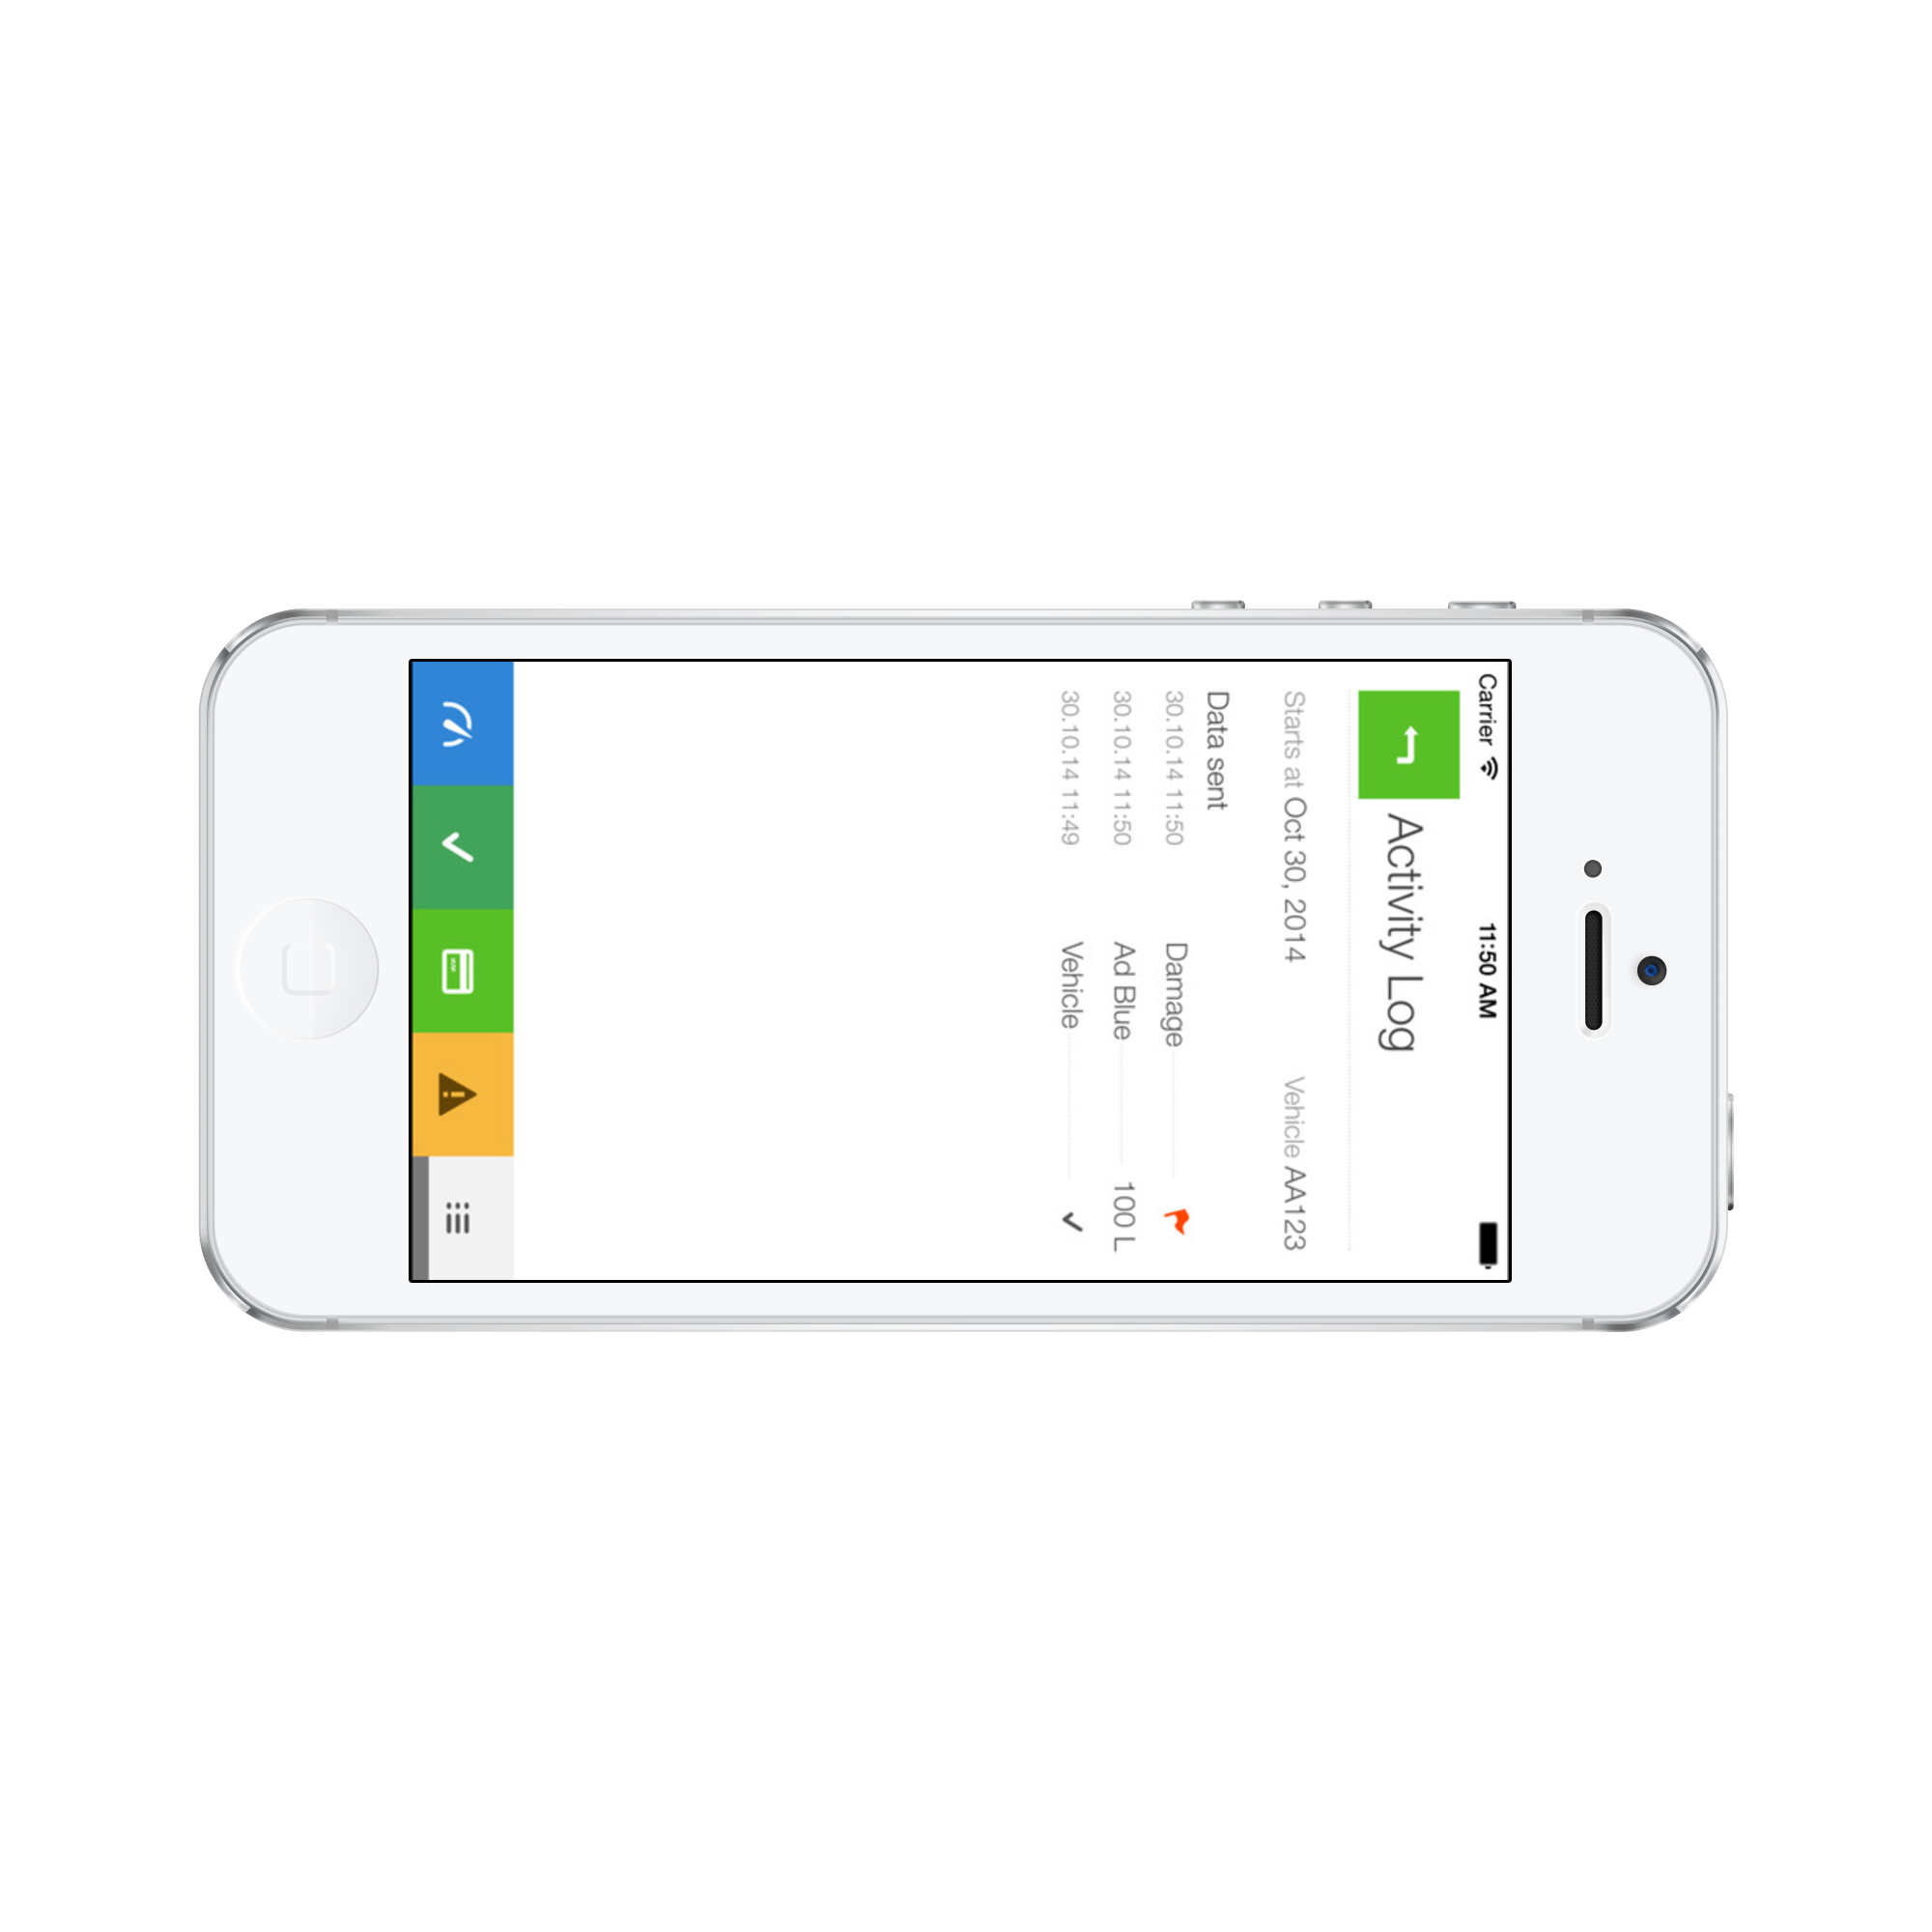 Carrier 11:50 AM
Activity Log
Starts at Oct 30, 2014 Vehicle AA123
Data sent
30.10.14 11:50 Damage
30.10.14 11:50 Ad Blue 100 L
30.10.14 11:49 Vehicle